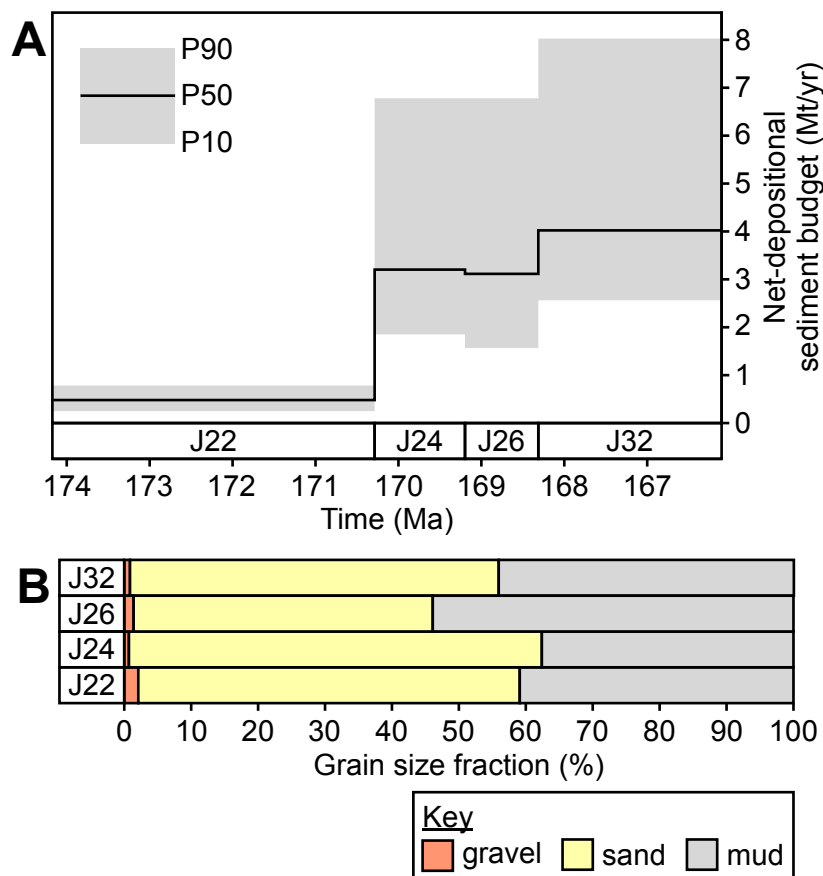 A
P90
P50
P10
8
7
6
5
4
3
2
1
0
Net-depositional
sediment budget (Mt/yr)
J22 J24 J26 J32
174 173 172 171 170 169 168 167
Time (Ma)
B
J32
J26
J24
J22
0 10 20 30 40 50 60 70 80 90 100
Grain size fraction (%)
Key
gravel sand mud